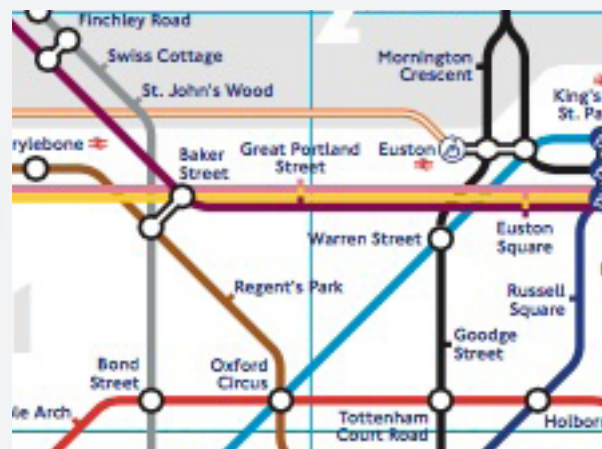 Finchley Road
Swiss Cottage
St. John's Wood
Mornington
Crescent
King's
St. Pa
rylebone
Baker
Street
Great Portland
Street
Euston
Warren Street
Euston
Square
Regent's Park
Russell
Square
Goodge
Street
Bond
Street
Oxford
Circus
le Arch
Tottenham
Court Road
Holborn
2
1